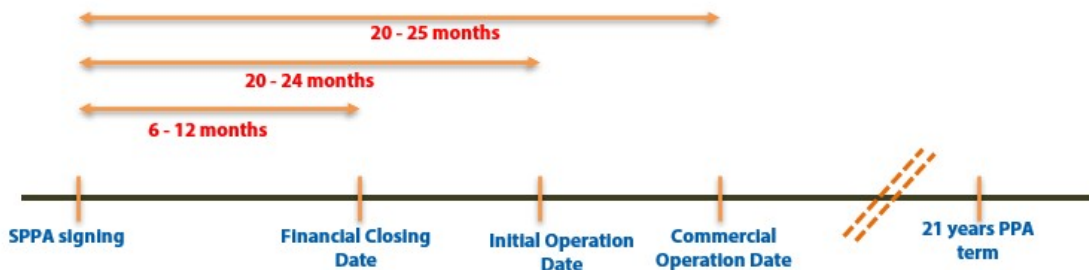 20 - 25 months
20 - 24 months
6 - 12 months
SPPA signing
Financial Closing
Date
Initial Operation
Date
Commercial
Operation Date
21 years PPA
term